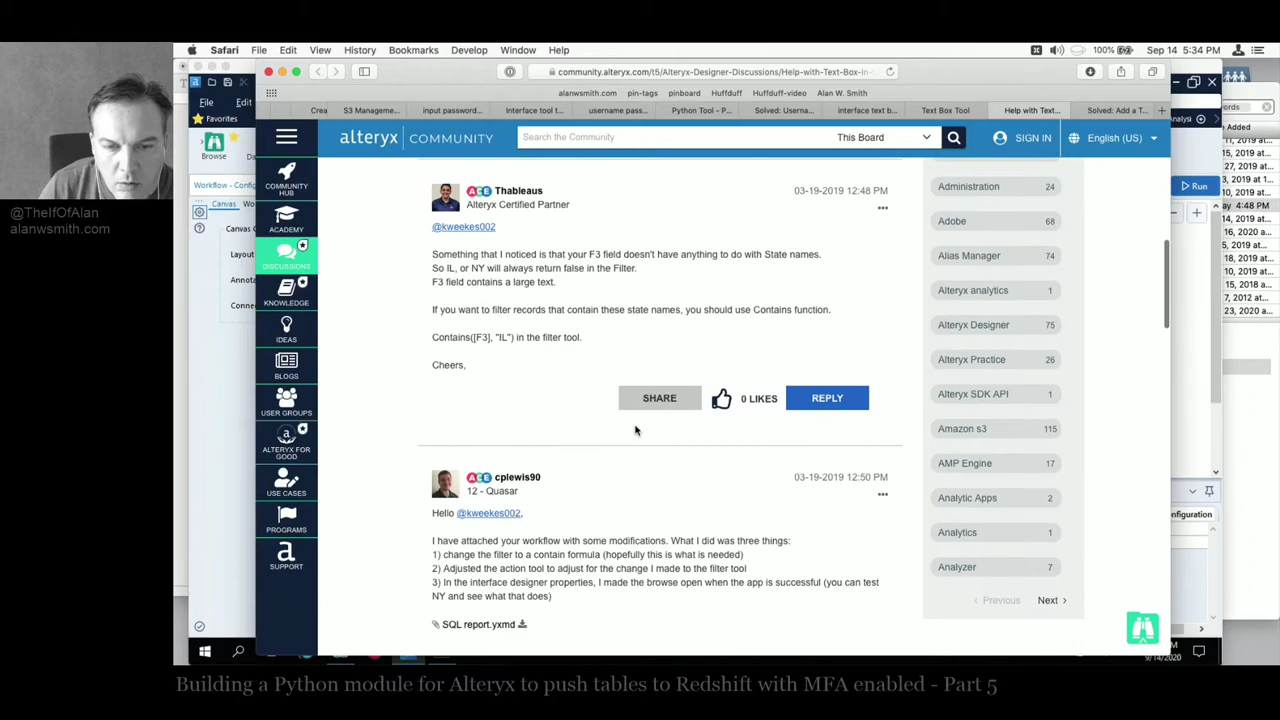 Safari File Edit View History Bookmarks Develop Window Help
100%
Sep 14 5:34 PM
community.alteryx.com/t5/Alteryx-Designer-Discussions/Help-with-Text-Box-in-
alanwsmith.com pin-tags pinboard Huffduff Huffduff-video Alan W. Smith
Crea
S3 Manageme...
input password...
Interface tool t...
username pass...
Python Tool - P...
Solved: Userna...
interface text b...
Text Box Tool
Help with Text...
Solved: Add a T...
File Edit
Favorites
Browse
Workflow - Config
Canvas
Canvas
Layou
Annota
Conne
alteryx COMMUNITY
Search the Community
This Board
SIGN IN
English (US)
COMMUNITY HUB
ACADEMY
DISCUSSIONS
KNOWLEDGE
IDEAS
BLOGS
USER GROUPS
ALTERYX FOR GOOD
USE CASES
PROGRAMS
SUPPORT
@TheIfOfAlan
alanwsmith.com
ACE Thableaus
03-19-2019 12:48 PM
Alteryx Certified Partner
@kweekes002
Something that I noticed is that your F3 field doesn't have anything to do with State names.
So IL, or NY will always return false in the Filter.
F3 field contains a large text.
If you want to filter records that contain these state names, you should use Contains function.
Contains([F3], "IL") in the filter tool.
Cheers,
SHARE
0 LIKES
REPLY
ACE cplewis90
03-19-2019 12:50 PM
12 - Quasar
Hello @kweekes002,
I have attached your workflow with some modifications. What I did was three things:
1) change the filter to a contain formula (hopefully this is what is needed)
2) Adjusted the action tool to adjust for the change I made to the filter tool
3) In the interface designer properties, I made the browse open when the app is successful (you can test
NY and see what that does)
SQL report.yxmd
Administration 24
Adobe 68
Alias Manager 74
Alteryx analytics 1
Alteryx Designer 75
Alteryx Practice 26
Alteryx SDK API 1
Amazon s3 115
AMP Engine 17
Analytic Apps 2
Analytics 1
Analyzer 7
Previous
Next
Run
Building a Python module for Alteryx to push tables to Redshift with MFA enabled - Part 5